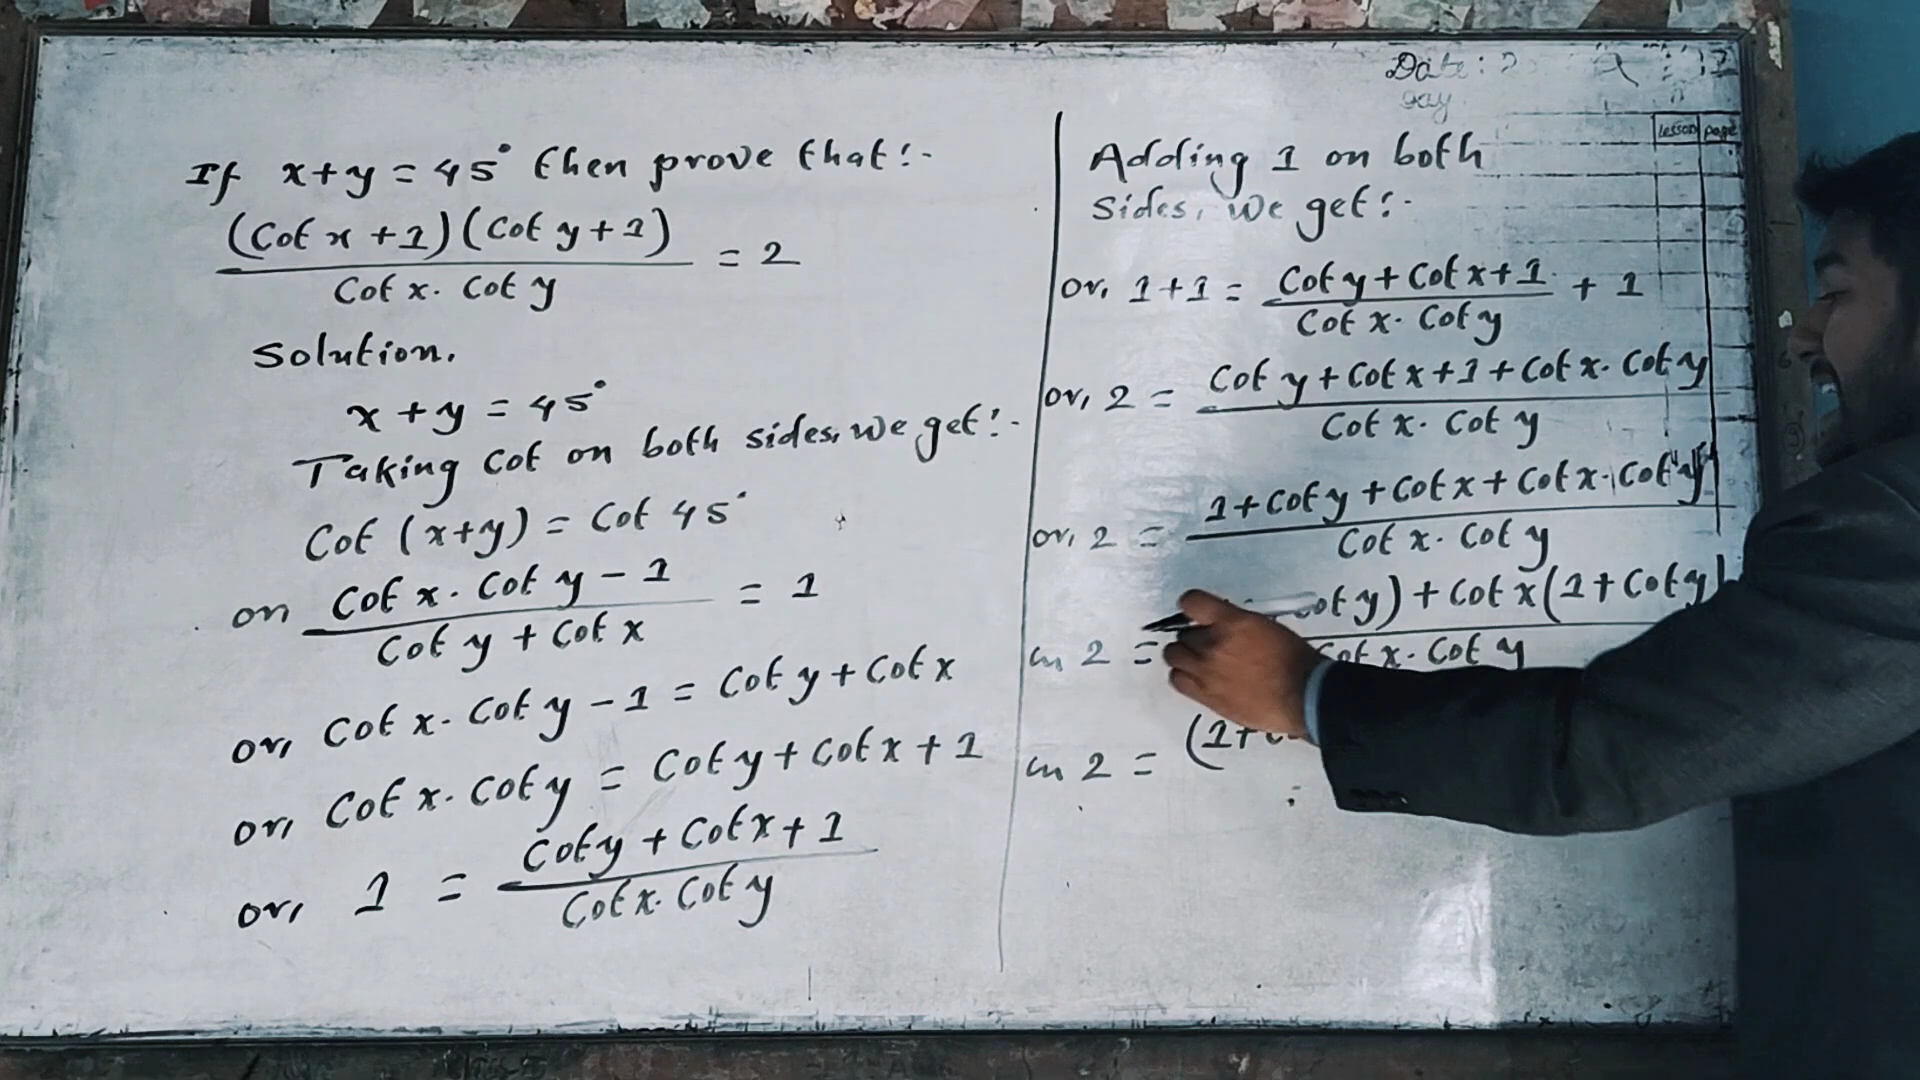 If x+y = 45° then prove that:-
(Cot x +1)(Cot y+1)
= 2
Cot x. Cot y
Solution.
x + y = 45°
Taking Cot on both sides, we get:-
Cot (x+y) = Cot 45°
or Cot x. Cot y - 1
= 1
Cot y + Cot x
or, Cot x. Cot y - 1 = Cot y + Cot x
or, Cot x. Cot y = Cot y + Cot x + 1
or, 1 = Cot y + Cot x + 1
Cot x. Cot y
Date:
Day
lesson page
Adding 1 on both
sides, we get:-
or, 1+1 = Cot y + Cot x+1 + 1
Cot x. Cot y
or, 2 = Cot y + Cot x +1 + Cot x. Cot y
Cot x. Cot y
or, 2 = 1+ Cot y + Cot x + Cot x. Cot y
Cot x. Cot y
or 2 = Cot y) + Cot x (1+ Cot y)
Cot x. Cot y
or 2 = (1+